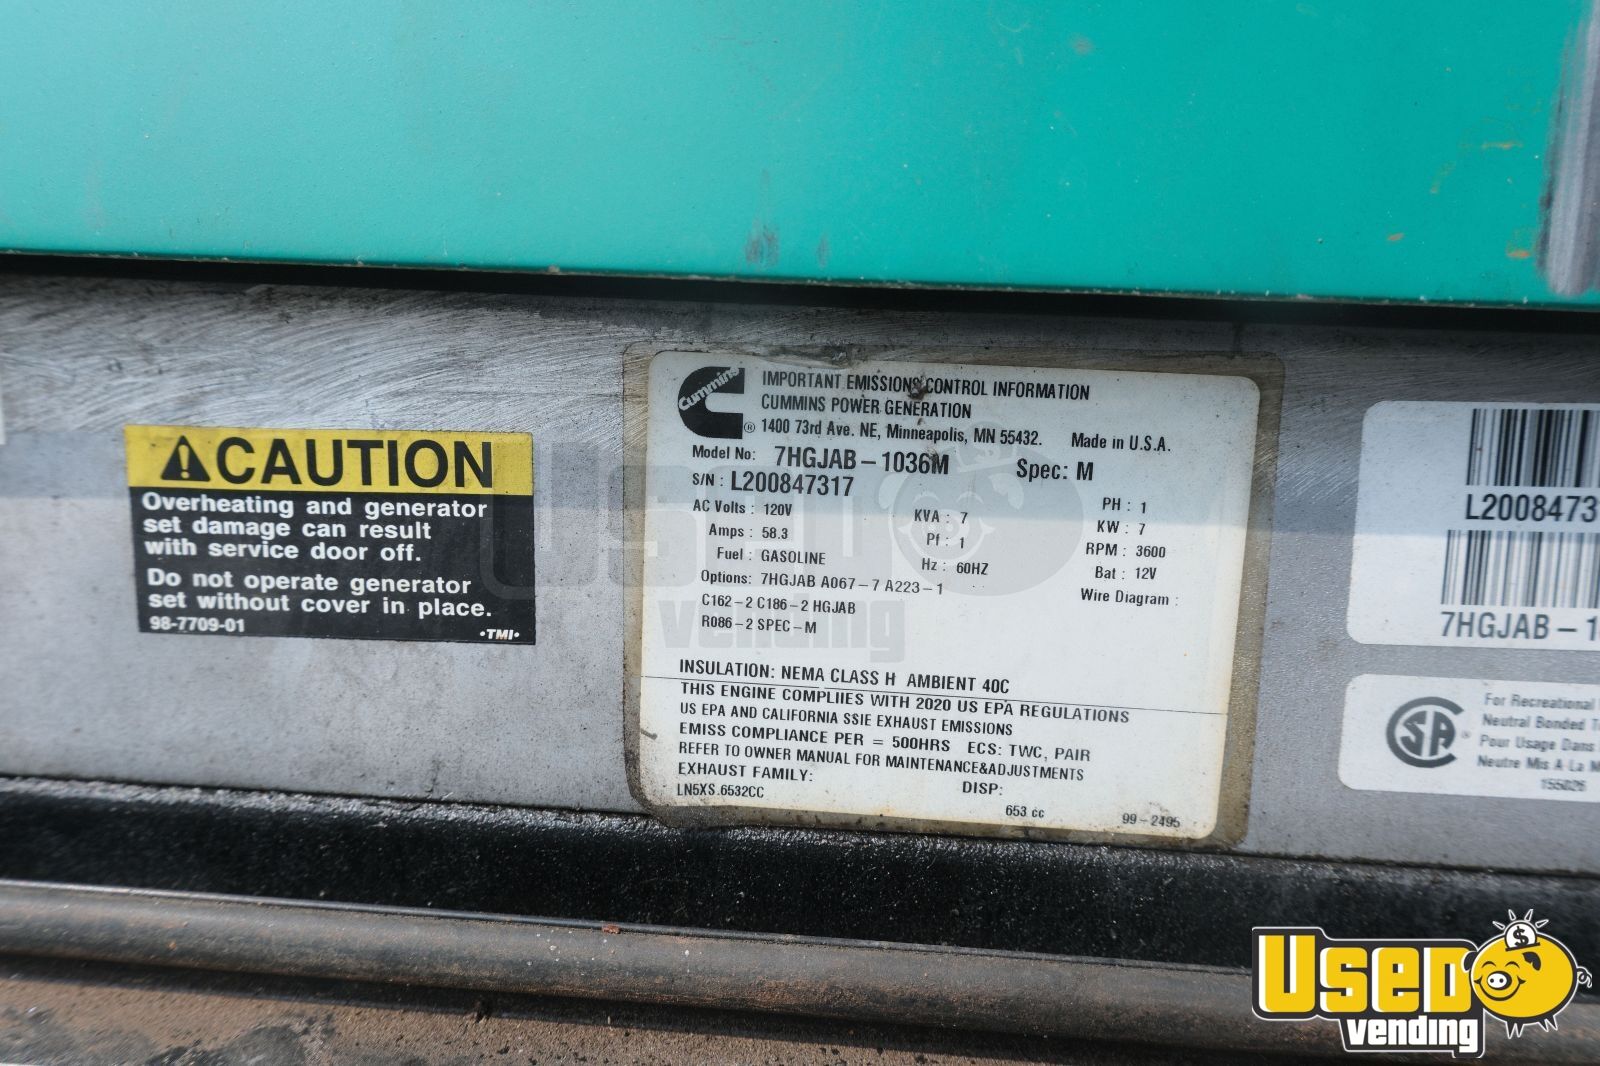 CAUTION
Overheating and generator
set damage can result
with service door off.
Do not operate generator
set without cover in place.
98-7709-01
•TMI•
Cummins
IMPORTANT EMISSIONS CONTROL INFORMATION
CUMMINS POWER GENERATION
® 1400 73rd Ave. NE, Minneapolis, MN 55432. Made in U.S.A.
Model No: 7HGJAB-1036M Spec: M
S/N : L200847317
AC Volts : 120V KVA : 7 PH : 1
Amps : 58.3 Pf : 1 KW : 7
Fuel : GASOLINE Hz : 60HZ RPM : 3600
Options: 7HGJAB A067-7 A223-1 Bat : 12V
C162-2 C186-2 HGJAB Wire Diagram :
R086-2 SPEC-M
INSULATION: NEMA CLASS H AMBIENT 40C
THIS ENGINE COMPLIIES WITH 2020 US EPA REGULATIONS
US EPA AND CALIFORNIA SSIE EXHAUST EMISSIONS
EMISS COMPLIANCE PER = 500HRS ECS: TWC, PAIR
REFER TO OWNER MANUAL FOR MAINTENANCE&ADJUSTMENTS
EXHAUST FAMILY: DISP:
LN5XS.6532CC 653 cc 99-2495
L20084731
7HGJAB-1
For Recreational
Neutral Bonded
Pour Usage Dans
Neutre Mis A La
155026
USED vending
USED vending